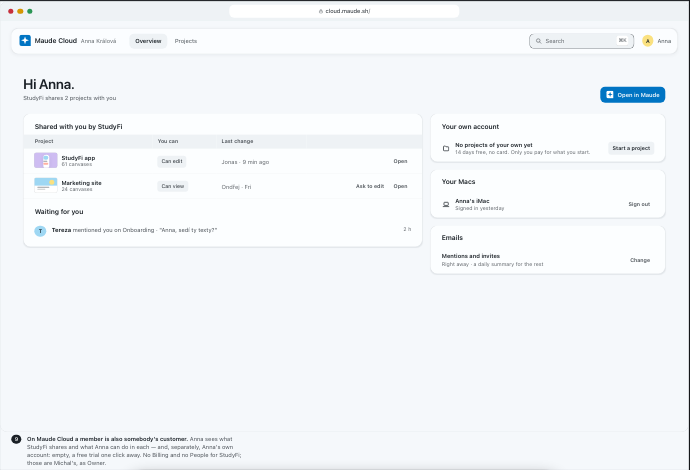 cloud.maude.sh/
Maude Cloud Anna Králová Overview Projects Search ⌘K A Anna
Hi Anna.
StudyFi shares 2 projects with you
Open in Maude
Shared with you by StudyFi
Project You can Last change
StudyFi app
61 canvases
Can edit
Jonas · 9 min ago
Open
Marketing site
24 canvases
Can view
Ondřej · Fri
Ask to edit Open
Waiting for you
T Tereza mentioned you on Onboarding · "Anna, sedí ty texty?" 2 h
Your own account
No projects of your own yet
14 days free, no card. Only you pay for what you start.
Start a project
Your Macs
Anna's iMac
Signed in yesterday
Sign out
Emails
Mentions and invites
Right away · a daily summary for the rest
Change
9 On Maude Cloud a member is also somebody's customer. Anna sees what
StudyFi shares and what Anna can do in each — and, separately, Anna's own
account: empty, a free trial one click away. No Billing and no People for StudyFi;
those are Michal's, as Owner.